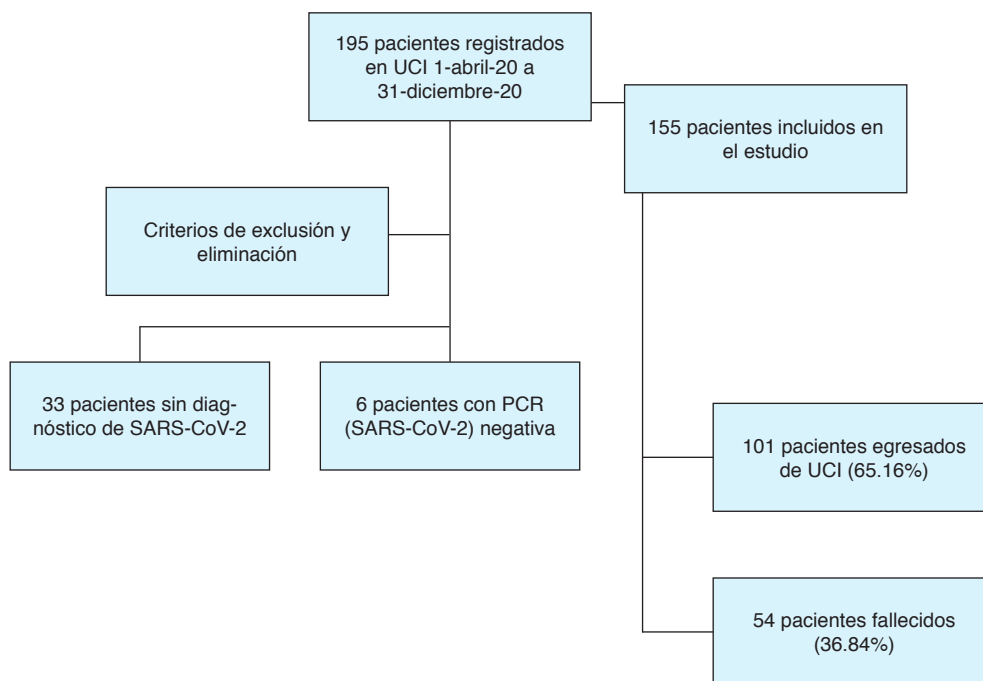 195 pacientes registrados
en UCI 1-abril-20 a
31-diciembre-20
155 pacientes incluidos en
el estudio
Criterios de exclusión y
eliminación
33 pacientes sin diag-
nóstico de SARS-CoV-2
6 pacientes con PCR
(SARS-CoV-2) negativa
101 pacientes egresados
de UCI (65.16%)
54 pacientes fallecidos
(36.84%)